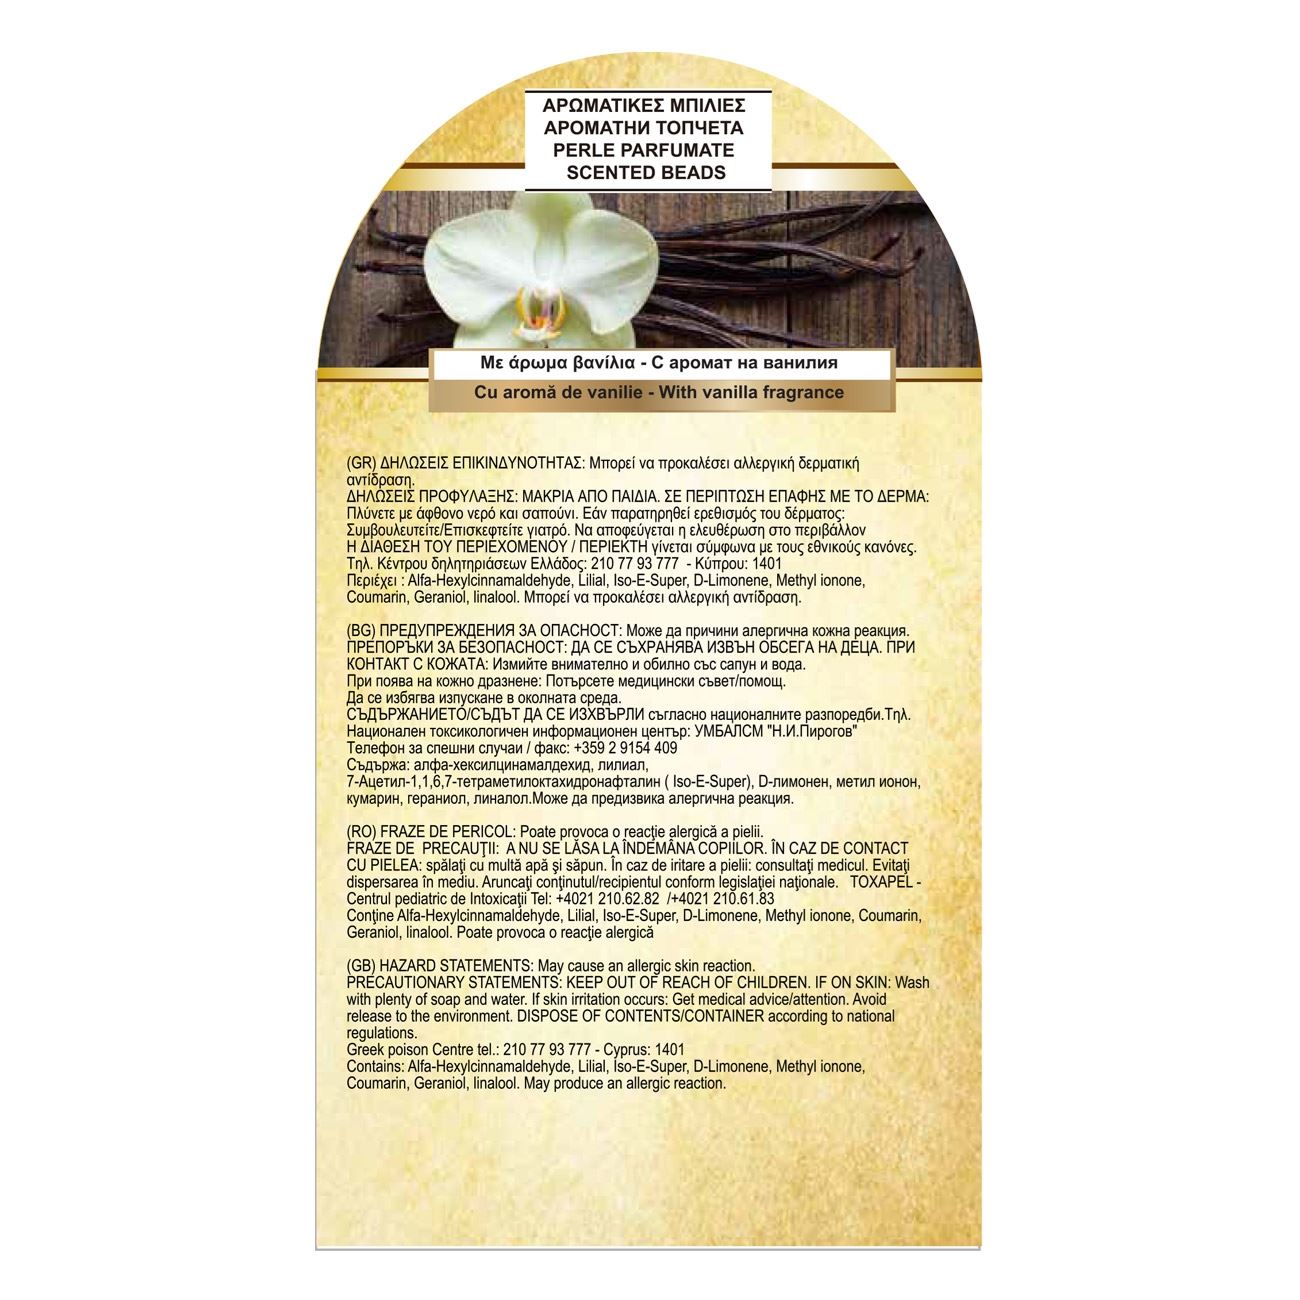 ΑΡΩΜΑΤΙΚΕΣ ΜΠΙΛΙΕΣ
АРОМАТНИ ТОПЧЕТА
PERLE PARFUMATE
SCENTED BEADS
Με άρωμα βανίλια - С аромат на ванилия
Cu aromă de vanilie - With vanilla fragrance
(GR) ΔΗΛΩΣΕΙΣ ΕΠΙΚΙΝΔΥΝΟΤΗΤΑΣ: Μπορεί να προκαλέσει αλλεργική δερματική
αντίδραση.
ΔΗΛΩΣΕΙΣ ΠΡΟΦΥΛΑΞΗΣ: ΜΑΚΡΙΑ ΑΠΟ ΠΑΙΔΙΑ. ΣΕ ΠΕΡΙΠΤΩΣΗ ΕΠΑΦΗΣ ΜΕ ΤΟ ΔΕΡΜΑ:
Πλύνετε με άφθονο νερό και σαπούνι. Εάν παρατηρηθεί ερεθισμός του δέρματος:
Συμβουλευτείτε/Επισκεφτείτε γιατρό. Να αποφεύγεται η ελευθέρωση στο περιβάλλον
Η ΔΙΑΘΕΣΗ ΤΟΥ ΠΕΡΙΕΧΟΜΕΝΟΥ / ΠΕΡΙΕΚΤΗ γίνεται σύμφωνα με τους εθνικούς κανόνες.
Τηλ. Κέντρου δηλητηριάσεων Ελλάδος: 210 77 93 777 - Κύπρου: 1401
Περιέχει : Alfa-Hexylcinnamaldehyde, Lilial, Iso-E-Super, D-Limonene, Methyl ionone,
Coumarin, Geraniol, linalool. Μπορεί να προκαλέσει αλλεργική αντίδραση.
(BG) ПРЕДУПРЕЖДЕНИЯ ЗА ОПАСНОСТ: Може да причини алергична кожна реакция.
ПРЕПОРЪКИ ЗА БЕЗОПАСНОСТ: ДА СЕ СЪХРАНЯВА ИЗВЪН ОБСЕГА НА ДЕЦА. ПРИ
КОНТАКТ С КОЖАТА: Измийте внимателно и обилно със сапун и вода.
При поява на кожно дразнене: Потърсете медицински съвет/помощ.
Да се избягва изпускане в околната среда.
СЪДЪРЖАНИЕТО/СЪДЪТ ДА СЕ ИЗХВЪРЛИ съгласно националните разпоредби.Τηλ.
Национален токсикологичен информационен център: УМБАЛСМ "Н.И.Пирогов"
Телефон за спешни случаи / факс: +359 2 9154 409
Съдържа: алфа-хексилцинамалдехид, лилиал,
7-Ацетил-1,1,6,7-тетраметилоктахидронафталин ( Iso-E-Super), D-лимонен, метил ионон,
кумарин, гераниол, линалол.Може да предизвика алергична реакция.
(RO) FRAZE DE PERICOL: Poate provoca o reacţie alergică a pielii.
FRAZE DE PRECAUŢII: A NU SE LĂSA LA ÎNDEMÂNA COPIILOR. ÎN CAZ DE CONTACT
CU PIELEA: spălaţi cu multă apă şi săpun. În caz de iritare a pielii: consultaţi medicul. Evitaţi
dispersarea în mediu. Aruncaţi conţinutul/recipientul conform legislaţiei naţionale. TOXAPEL -
Centrul pediatric de Intoxicaţii Tel: +4021 210.62.82 /+4021 210.61.83
Conţine Alfa-Hexylcinnamaldehyde, Lilial, Iso-E-Super, D-Limonene, Methyl ionone, Coumarin,
Geraniol, linalool. Poate provoca o reacţie alergică
(GB) HAZARD STATEMENTS: May cause an allergic skin reaction.
PRECAUTIONARY STATEMENTS: KEEP OUT OF REACH OF CHILDREN. IF ON SKIN: Wash
with plenty of soap and water. If skin irritation occurs: Get medical advice/attention. Avoid
release to the environment. DISPOSE OF CONTENTS/CONTAINER according to national
regulations.
Greek poison Centre tel.: 210 77 93 777 - Cyprus: 1401
Contains: Alfa-Hexylcinnamaldehyde, Lilial, Iso-E-Super, D-Limonene, Methyl ionone,
Coumarin, Geraniol, linalool. May produce an allergic reaction.